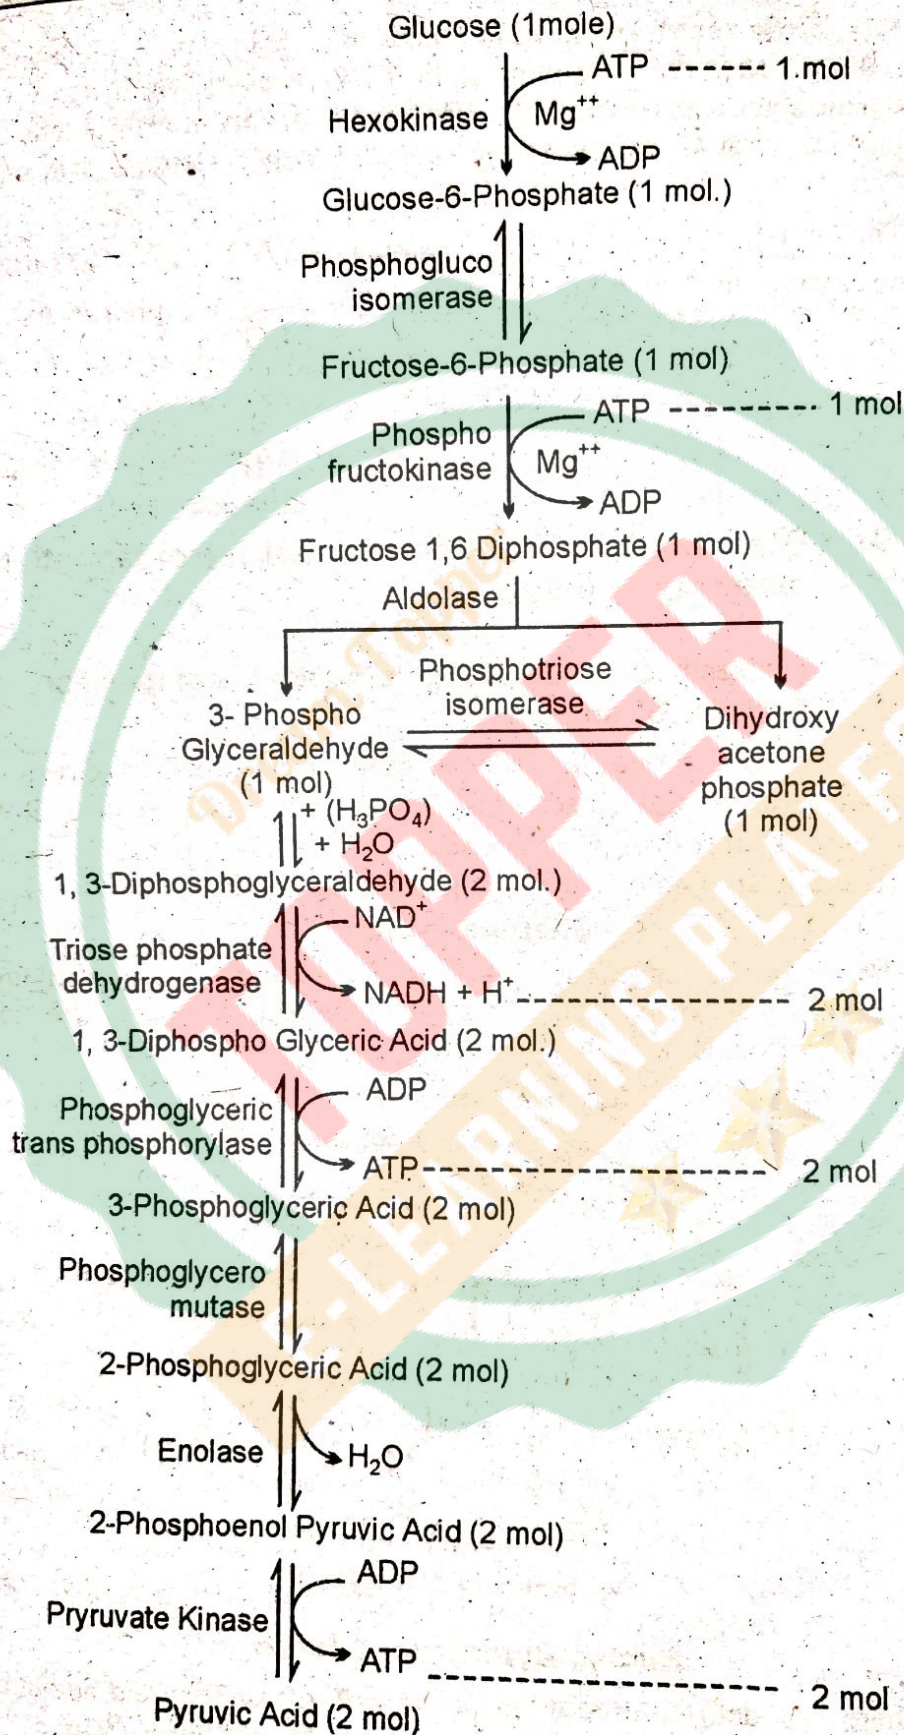 Glucose (1mole)
ATP ------ 1.mol
Hexokinase
Mg⁺⁺
ADP
Glucose-6-Phosphate (1 mol.)
Phosphogluco
isomerase
Fructose-6-Phosphate (1 mol)
ATP --------- 1 mol
Phospho
fructokinase
Mg⁺⁺
ADP
Fructose 1,6 Diphosphate (1 mol)
Aldolase
Phosphotriose
isomerase
3- Phospho
Glyceraldehyde
(1 mol)
Dihydroxy
acetone
phosphate
(1 mol)
+ (H₃PO₄)
+ H₂O
1, 3-Diphosphoglyceraldehyde (2 mol.)
NAD⁺
Triose phosphate
dehydrogenase
NADH + H⁺ ---------------- 2 mol
1, 3-Diphospho Glyceric Acid (2 mol.)
ADP
Phosphoglyceric
trans phosphorylase
ATP -------------------- 2 mol
3-Phosphoglyceric Acid (2 mol)
Phosphoglycero
mutase
2-Phosphoglyceric Acid (2 mol)
Enolase
H₂O
2-Phosphoenol Pyruvic Acid (2 mol)
ADP
Pryruvate Kinase
ATP -------------------- 2 mol
Pyruvic Acid (2 mol)
Dream Topper
TOPPER
E-LEARNING PLATF